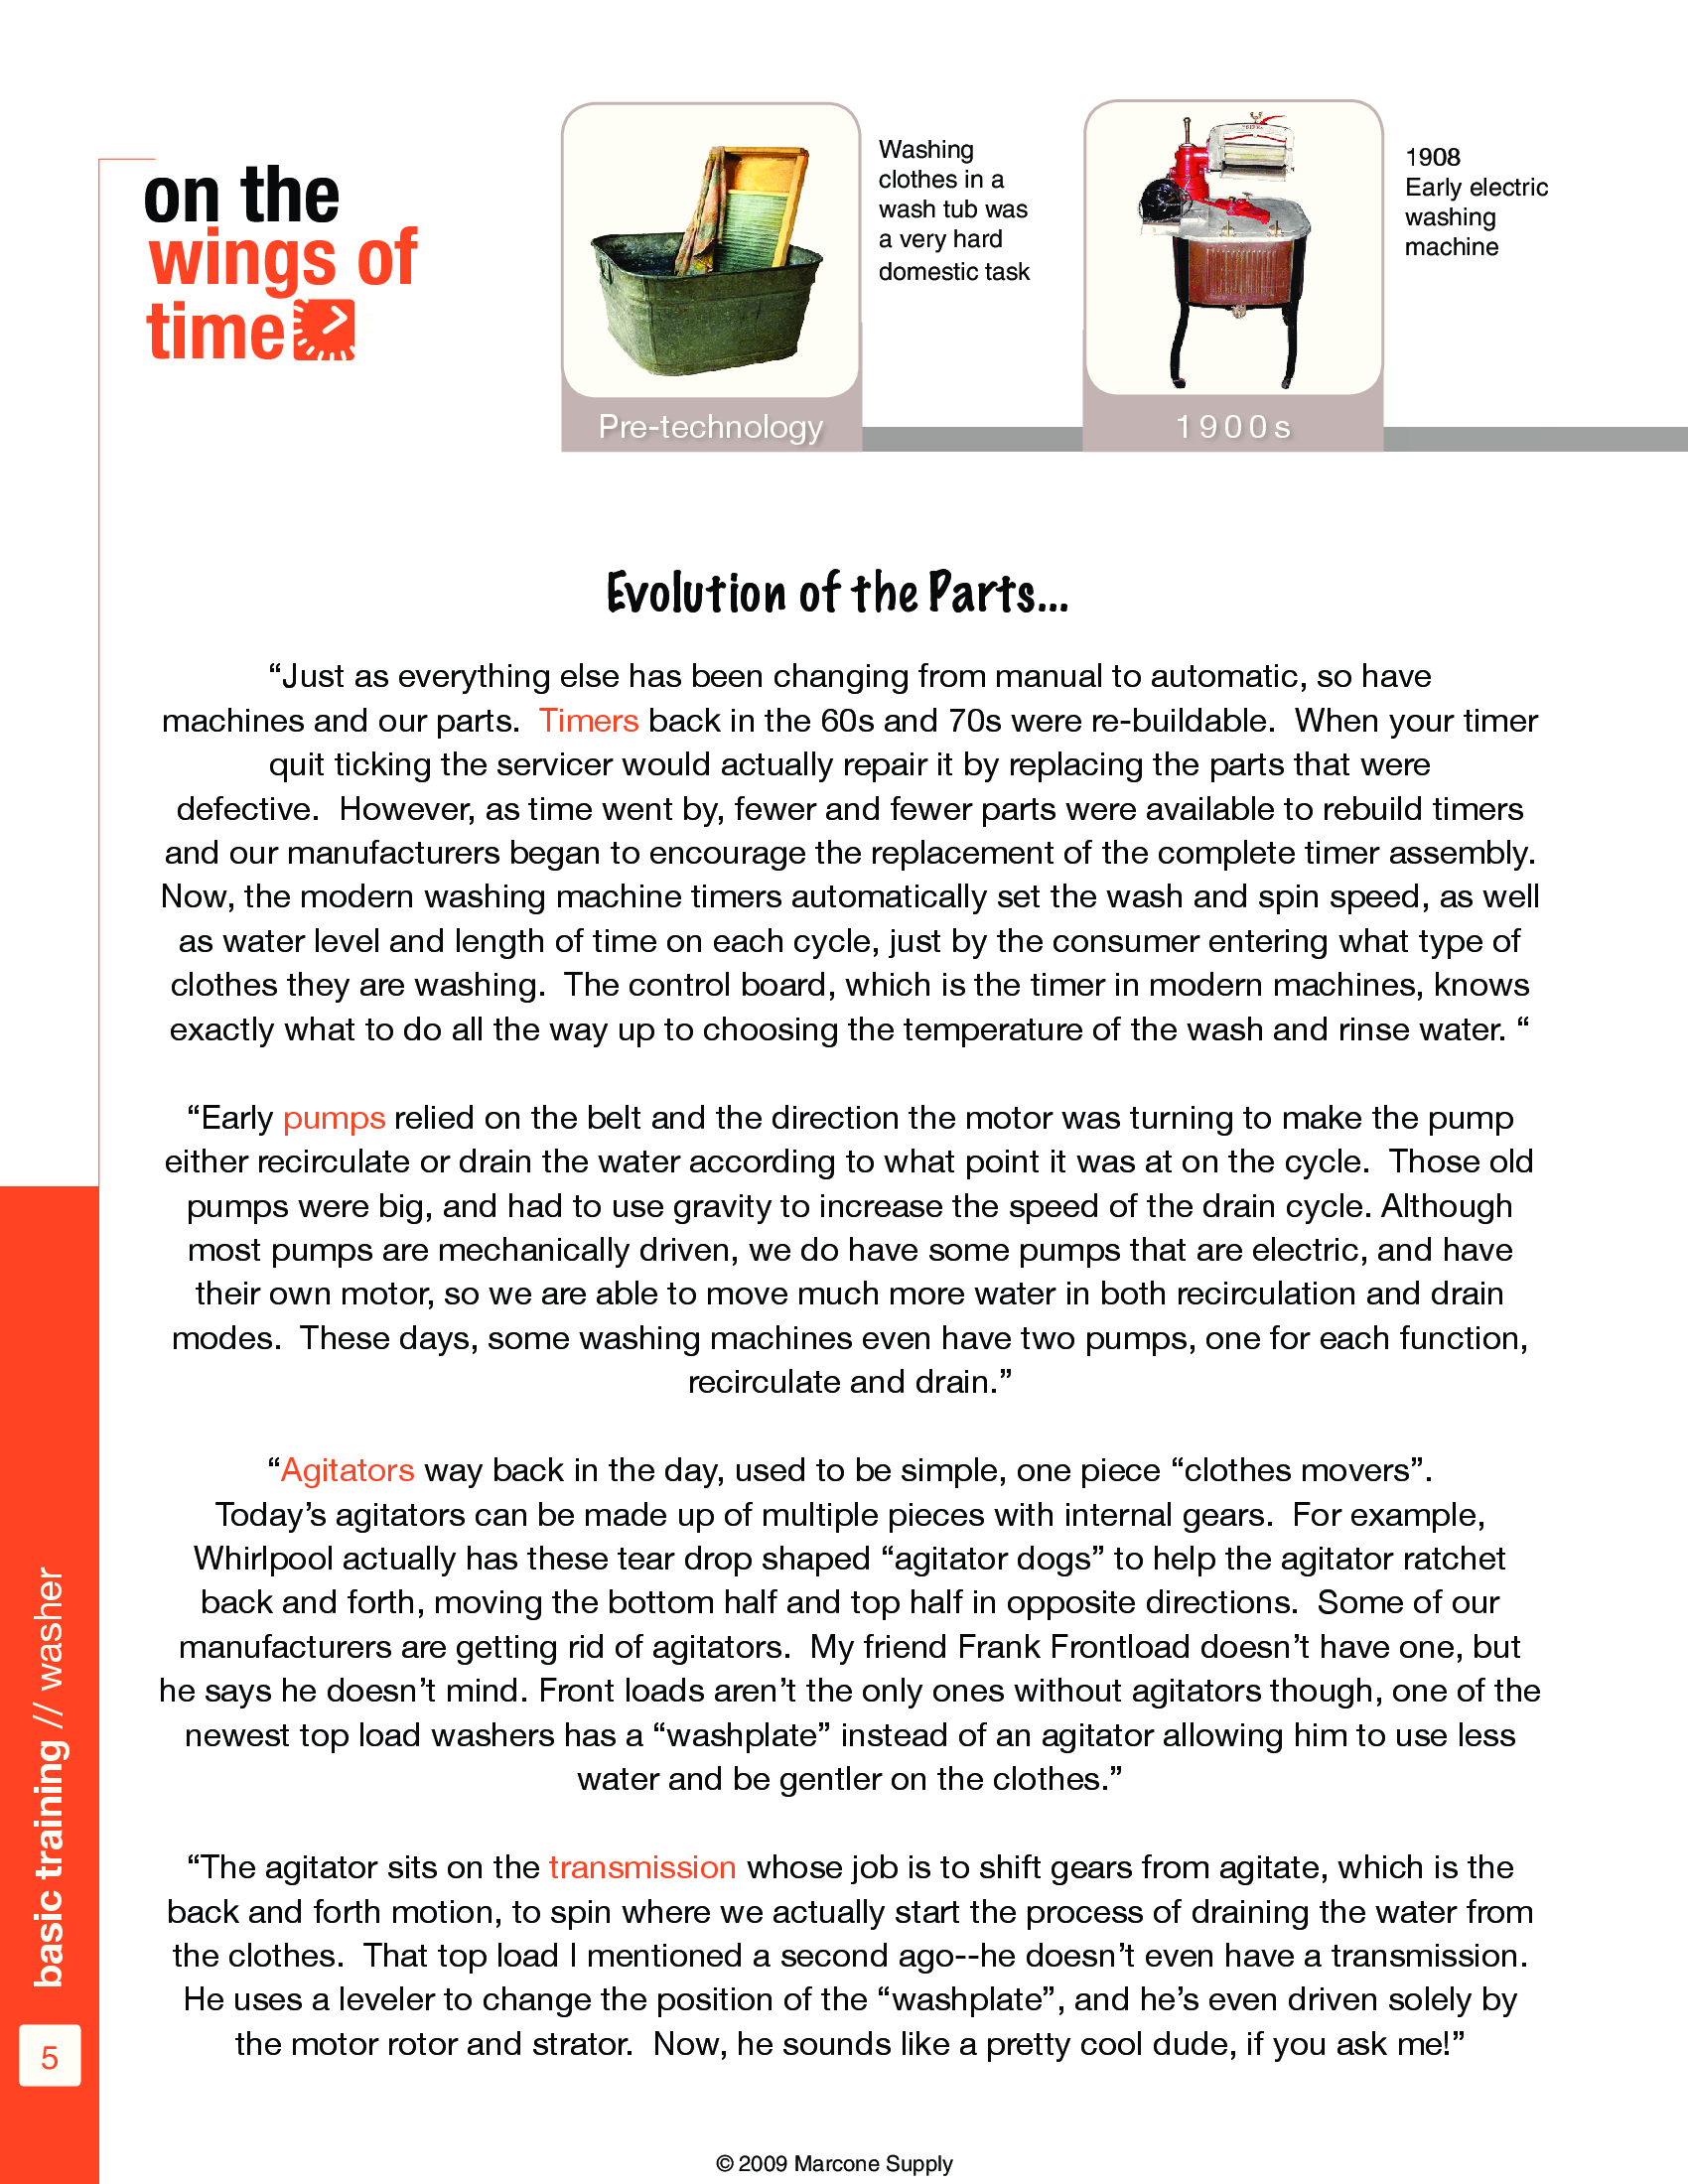 on the
wings of
time
Washing
clothes in a
wash tub was
a very hard
domestic task
1908
Early electric
washing
machine
Pre-technology
1900s
Evolution of the Parts...
“Just as everything else has been changing from manual to automatic, so have
machines and our parts.  Timers back in the 60s and 70s were re-buildable.  When your timer
quit ticking the servicer would actually repair it by replacing the parts that were
defective.  However, as time went by, fewer and fewer parts were available to rebuild timers
and our manufacturers began to encourage the replacement of the complete timer assembly.
Now, the modern washing machine timers automatically set the wash and spin speed, as well
as water level and length of time on each cycle, just by the consumer entering what type of
clothes they are washing.  The control board, which is the timer in modern machines, knows
exactly what to do all the way up to choosing the temperature of the wash and rinse water. “
“Early pumps relied on the belt and the direction the motor was turning to make the pump
either recirculate or drain the water according to what point it was at on the cycle.  Those old
pumps were big, and had to use gravity to increase the speed of the drain cycle. Although
most pumps are mechanically driven, we do have some pumps that are electric, and have
their own motor, so we are able to move much more water in both recirculation and drain
modes.  These days, some washing machines even have two pumps, one for each function,
recirculate and drain.”
“Agitators way back in the day, used to be simple, one piece “clothes movers”.
Today’s agitators can be made up of multiple pieces with internal gears.  For example,
Whirlpool actually has these tear drop shaped “agitator dogs” to help the agitator ratchet
back and forth, moving the bottom half and top half in opposite directions.  Some of our
manufacturers are getting rid of agitators.  My friend Frank Frontload doesn’t have one, but
he says he doesn’t mind. Front loads aren’t the only ones without agitators though, one of the
newest top load washers has a “washplate” instead of an agitator allowing him to use less
water and be gentler on the clothes.”
“The agitator sits on the transmission whose job is to shift gears from agitate, which is the
back and forth motion, to spin where we actually start the process of draining the water from
the clothes.  That top load I mentioned a second ago--he doesn’t even have a transmission.
He uses a leveler to change the position of the “washplate”, and he’s even driven solely by
the motor rotor and strator.  Now, he sounds like a pretty cool dude, if you ask me!”
basic training // washer
5
© 2009 Marcone Supply